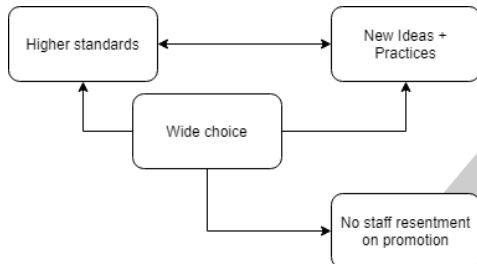 Higher standards
New Ideas +
Practices
Wide choice
No staff resentment
on promotion